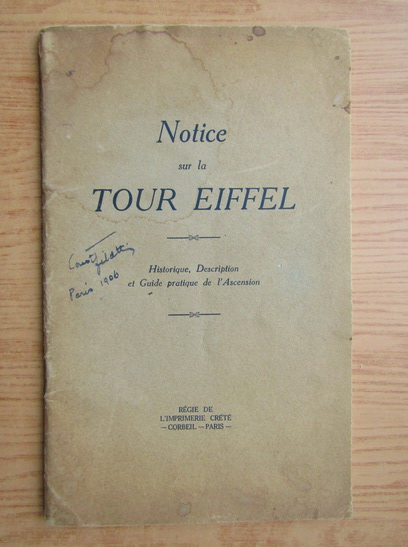 Notice
sur la
TOUR EIFFEL
Paris 1906
Historique, Description
et Guide pratique de l'Ascension
RÉGIE DE
L'IMPRIMERIE CRÉTÉ
— CORBEIL — PARIS —